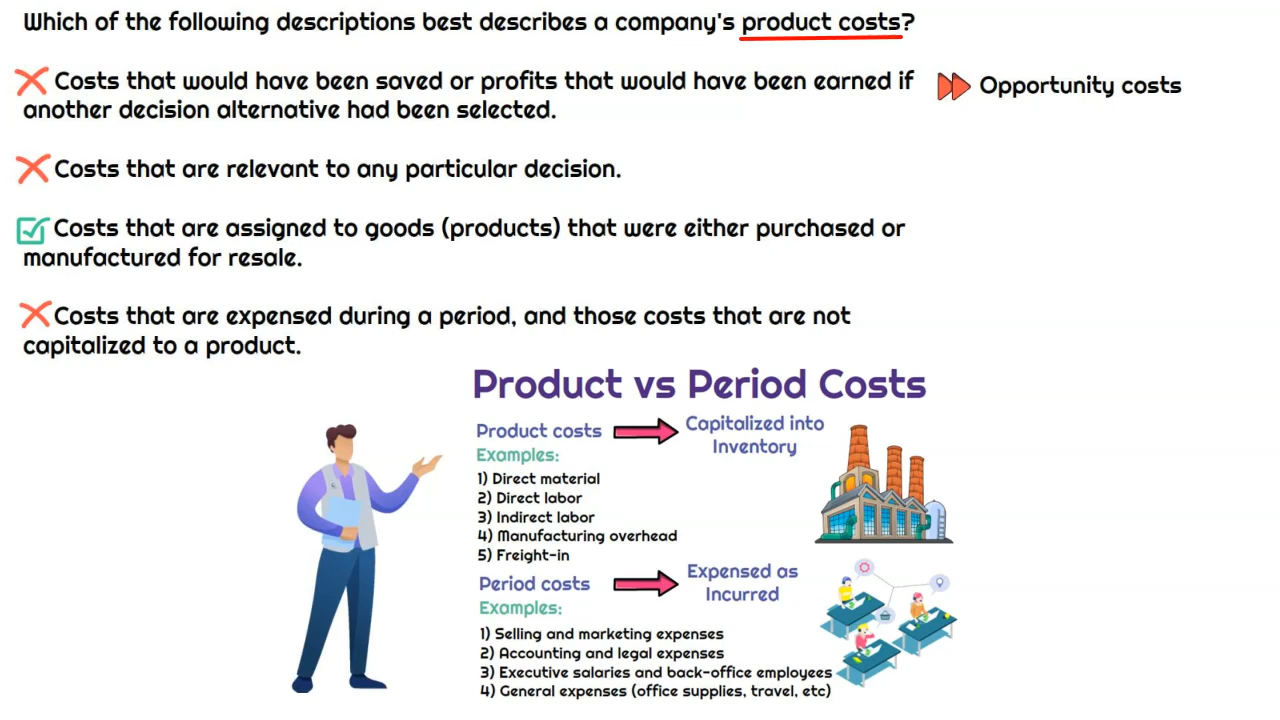 Which of the following descriptions best describes a company's product costs?
Costs that would have been saved or profits that would have been earned if
another decision alternative had been selected.
Opportunity costs
Costs that are relevant to any particular decision.
Costs that are assigned to goods (products) that were either purchased or
manufactured for resale.
Costs that are expensed during a period, and those costs that are not
capitalized to a product.
Product vs Period Costs
Product costs
Capitalized into
Inventory
Examples:
1) Direct material
2) Direct labor
3) Indirect labor
4) Manufacturing overhead
5) Freight-in
Period costs
Expensed as
Incurred
Examples:
1) Selling and marketing expenses
2) Accounting and legal expenses
3) Executive salaries and back-office employees
4) General expenses (office supplies, travel, etc)